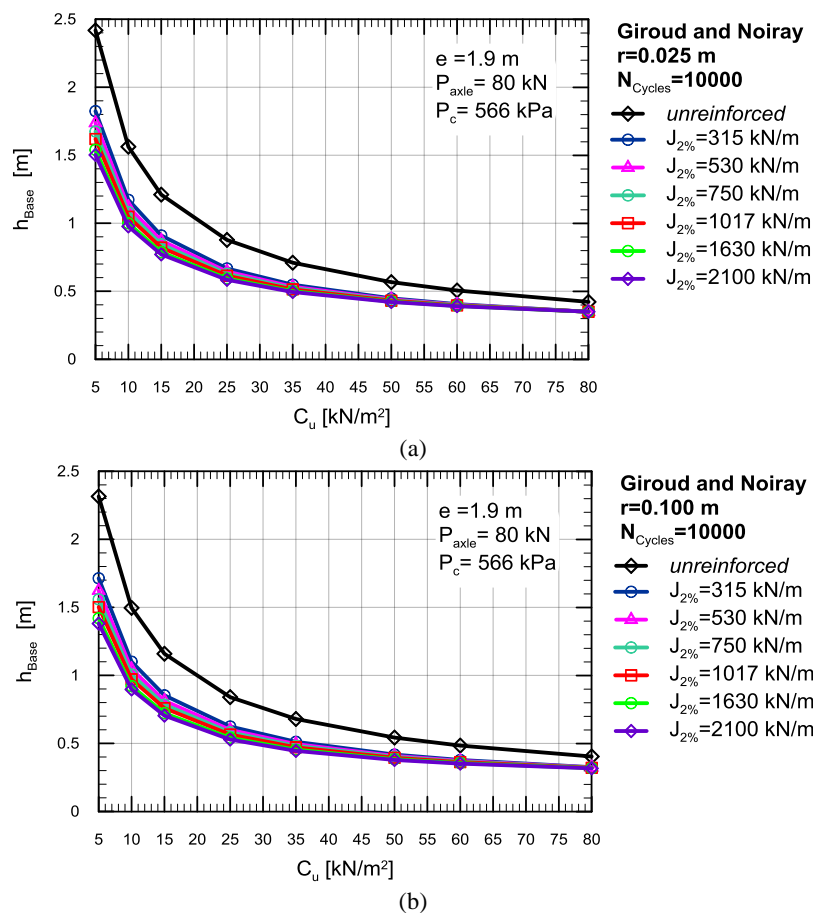 2.5
2
1.5
1
0.5
0
h_Base [m]
5 10 15 20 25 30 35 40 45 50 55 60 65 70 75 80
C_u [kN/m²]
e =1.9 m
P_axle= 80 kN
P_c= 566 kPa
Giroud and Noiray
r=0.025 m
N_Cycles=10000
unreinforced
J_2%=315 kN/m
J_2%=530 kN/m
J_2%=750 kN/m
J_2%=1017 kN/m
J_2%=1630 kN/m
J_2%=2100 kN/m
(a)
2.5
2
1.5
1
0.5
0
h_Base [m]
5 10 15 20 25 30 35 40 45 50 55 60 65 70 75 80
C_u [kN/m²]
e =1.9 m
P_axle= 80 kN
P_c= 566 kPa
Giroud and Noiray
r=0.100 m
N_Cycles=10000
unreinforced
J_2%=315 kN/m
J_2%=530 kN/m
J_2%=750 kN/m
J_2%=1017 kN/m
J_2%=1630 kN/m
J_2%=2100 kN/m
(b)